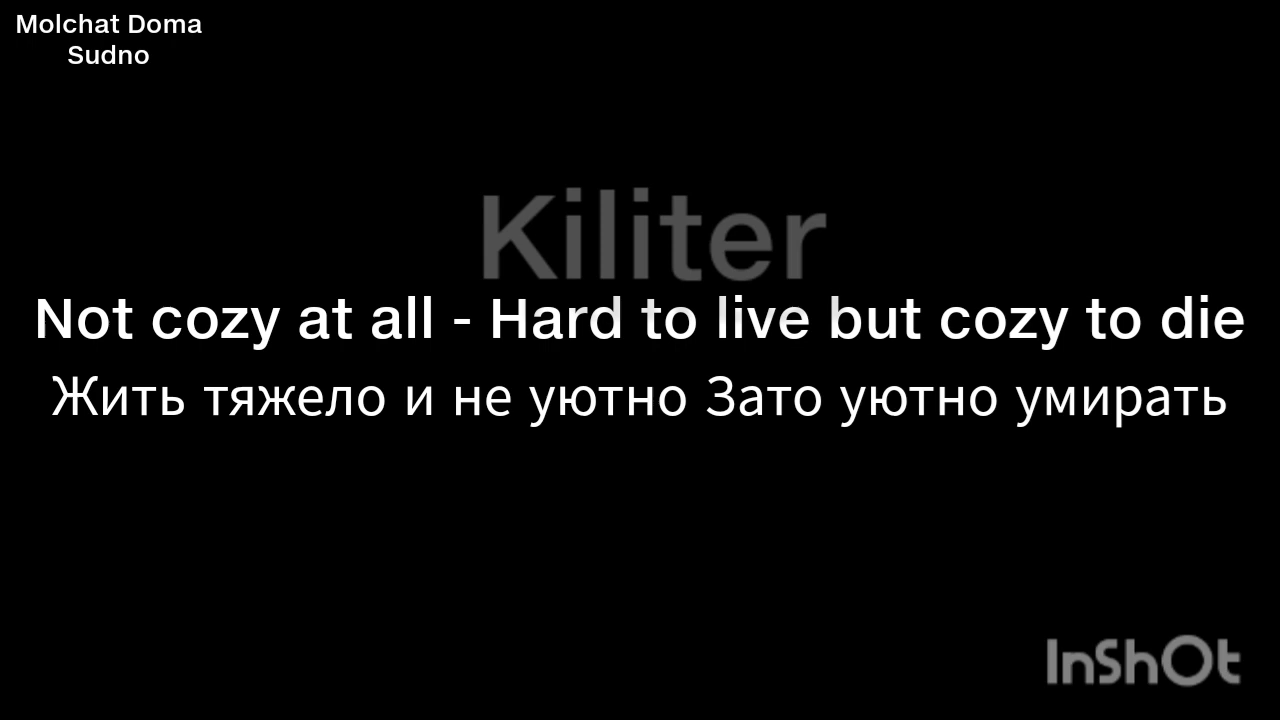 Molchat Doma
Sudno
Kiliter
Not cozy at all - Hard to live but cozy to die
Жить тяжело и не уютно Зато уютно умирать
InShOt